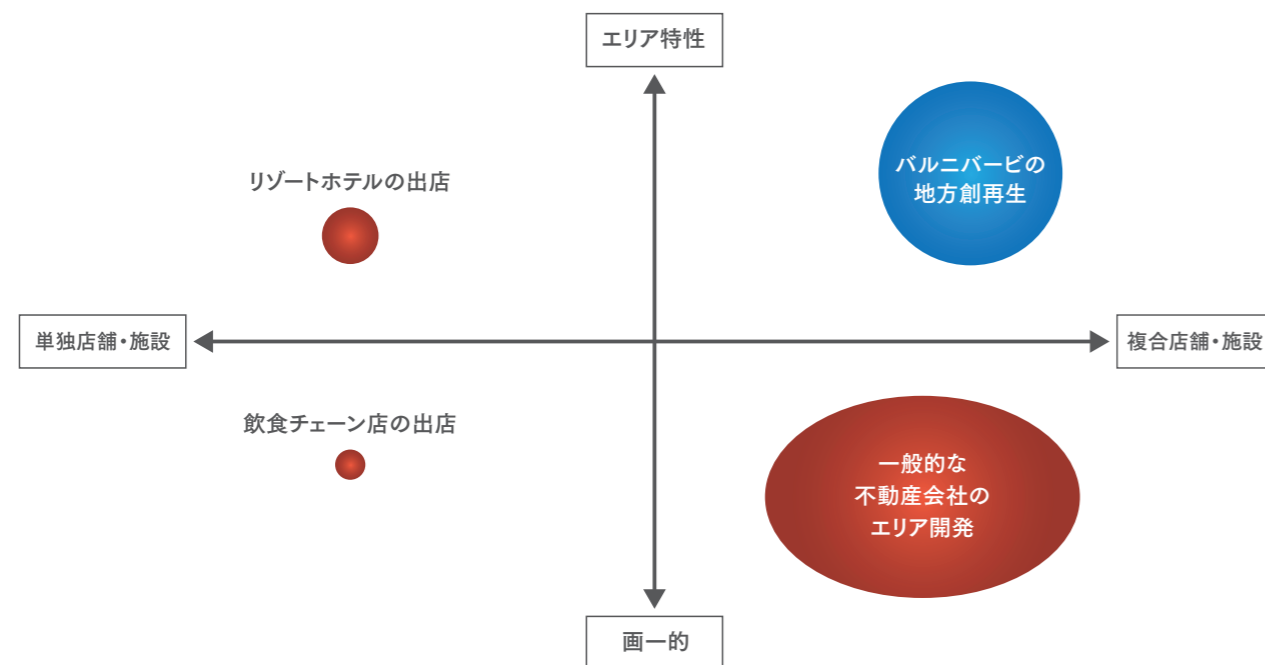 エリア特性
リゾートホテルの出店
バルニバービの
地方創再生
単独店舗・施設
複合店舗・施設
飲食チェーン店の出店
一般的な
不動産会社の
エリア開発
画一的